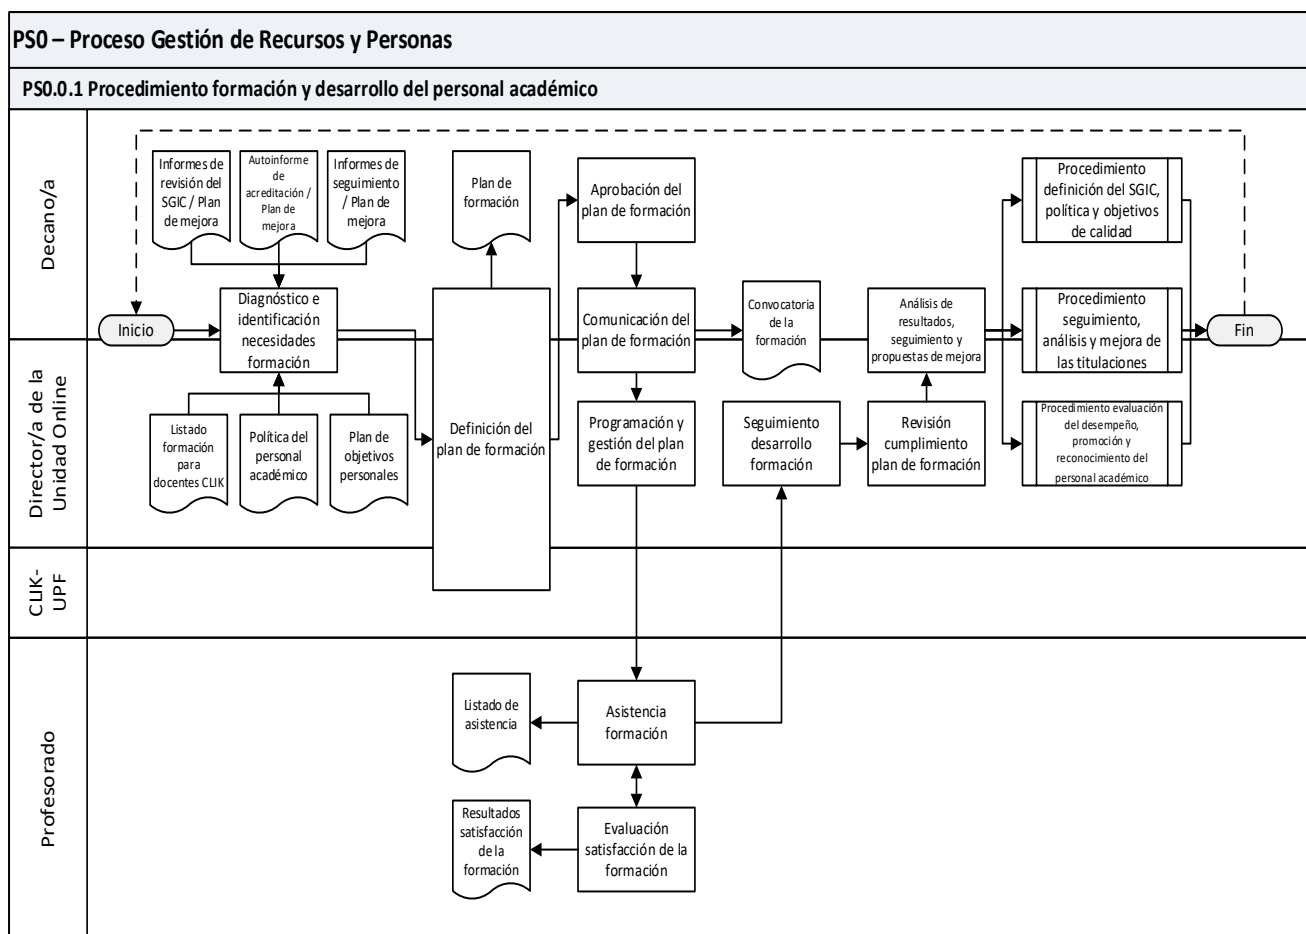 PS0 – Proceso Gestión de Recursos y Personas
PS0.0.1 Procedimiento formación y desarrollo del personal académico
Decano/a
Informes de
revisión del
SGIC / Plan
de mejora
Autoinforme
de
acreditación /
Plan de
mejora
Informes de
seguimiento
/ Plan de
mejora
Plan de
formación
Aprobación del
plan de formación
Procedimiento
definición del SGIC,
política y objetivos
de calidad
Inicio
Diagnóstico e
identificación
necesidades
formación
Comunicación del
plan de formación
Convocatoria
de la
formación
Análisis de
resultados,
seguimiento y
propuestas de mejora
Procedimiento
seguimiento,
análisis y mejora de
las titulaciones
Fin
Director/a de la
Unidad Online
Listado
formación
para
docentes CLIK
Política del
personal
académico
Plan de
objetivos
personales
Definición del
plan de formación
Programación y
gestión del plan
de formación
Seguimiento
desarrollo
formación
Revisión
cumplimiento
plan de formación
Procedimiento evaluación
del desempeño,
promoción y
reconocimiento del
personal académico
CLIK-
UPF
Profesorado
Listado de
asistencia
Asistencia
formación
Resultados
satisfacción
de la
formación
Evaluación
satisfacción de la
formación